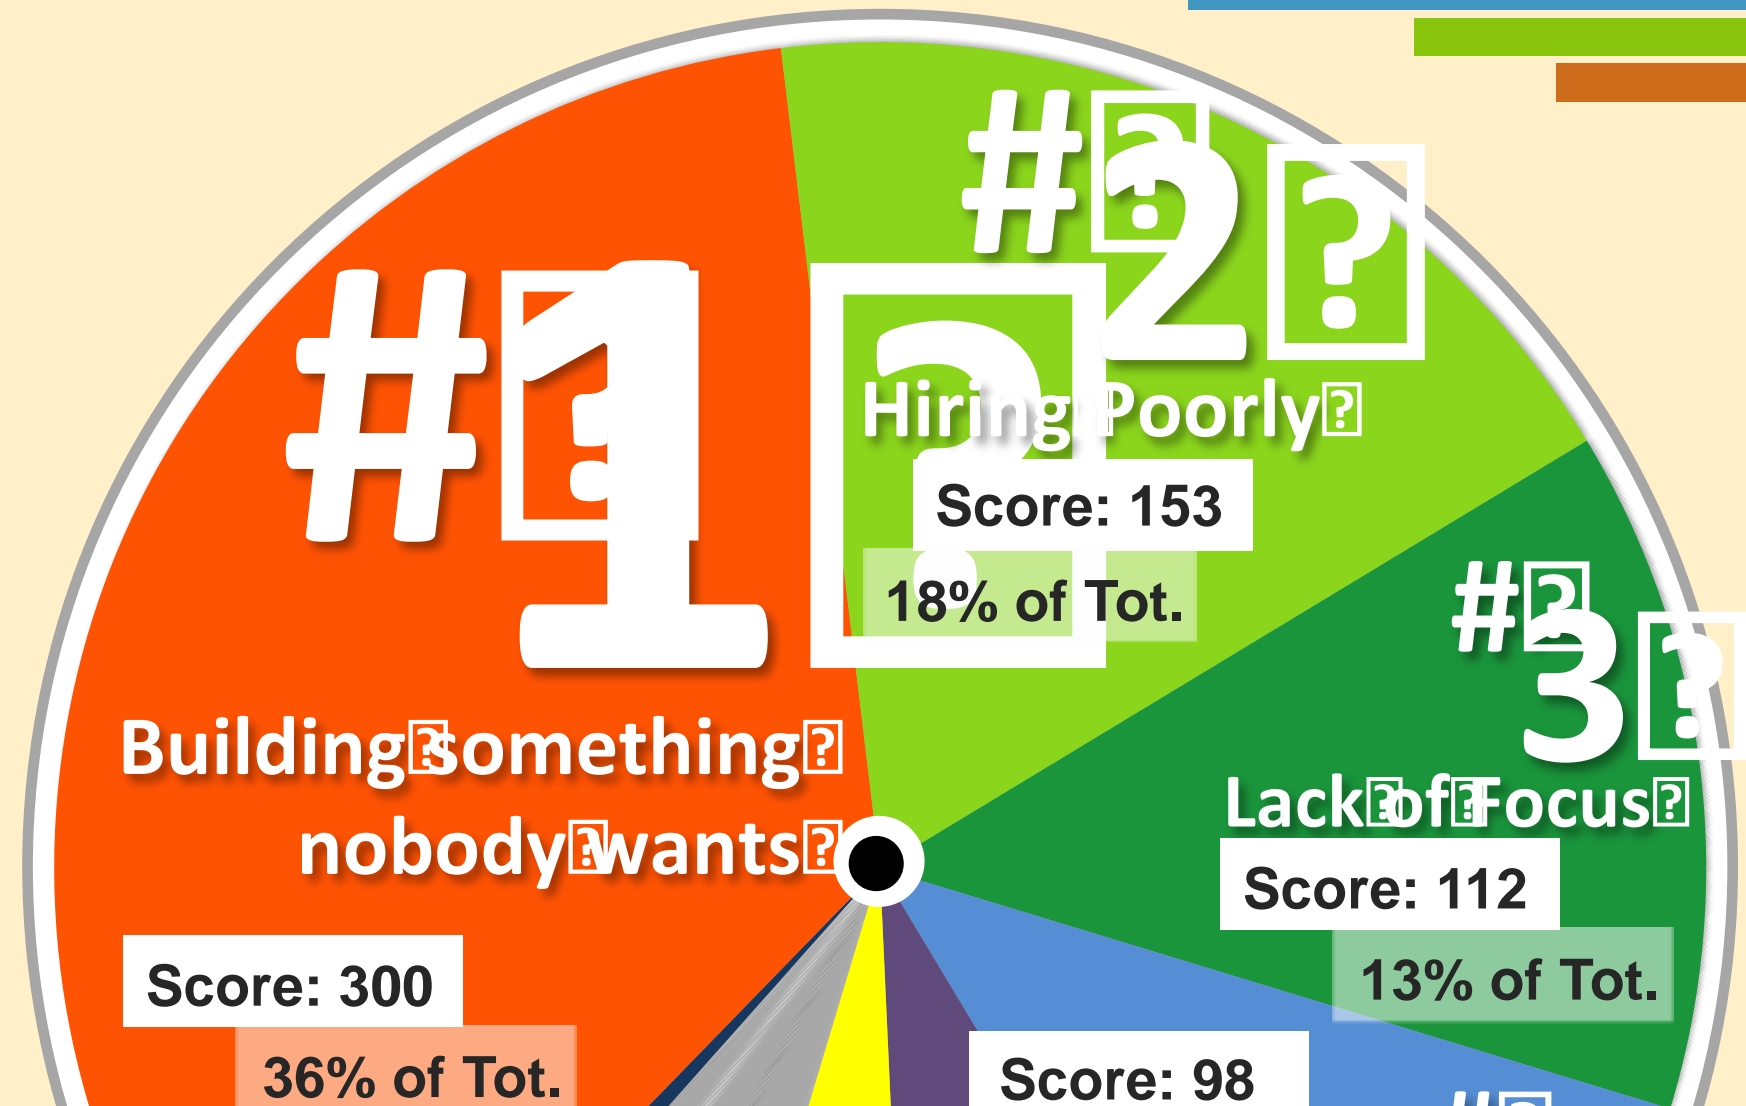 #1
Building something
nobody wants
Score: 300
36% of Tot.
#2
Hiring Poorly
Score: 153
18% of Tot.
#3
Lack of Focus
Score: 112
13% of Tot.
Score: 98
#